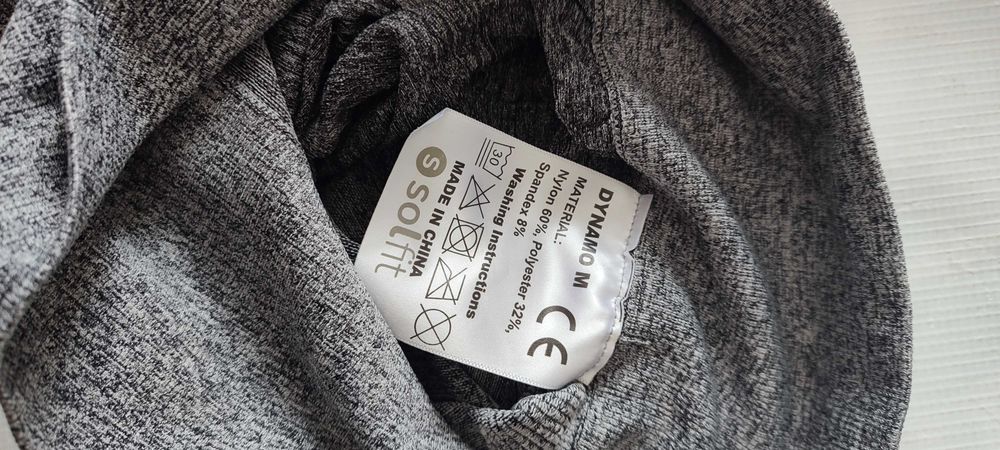 DYNAMO M
MATERIAL:
Nylon 60%, Polyester 32%,
Spandex 8%
CE
Washing Instructions
30
MADE IN CHINA
S solfit